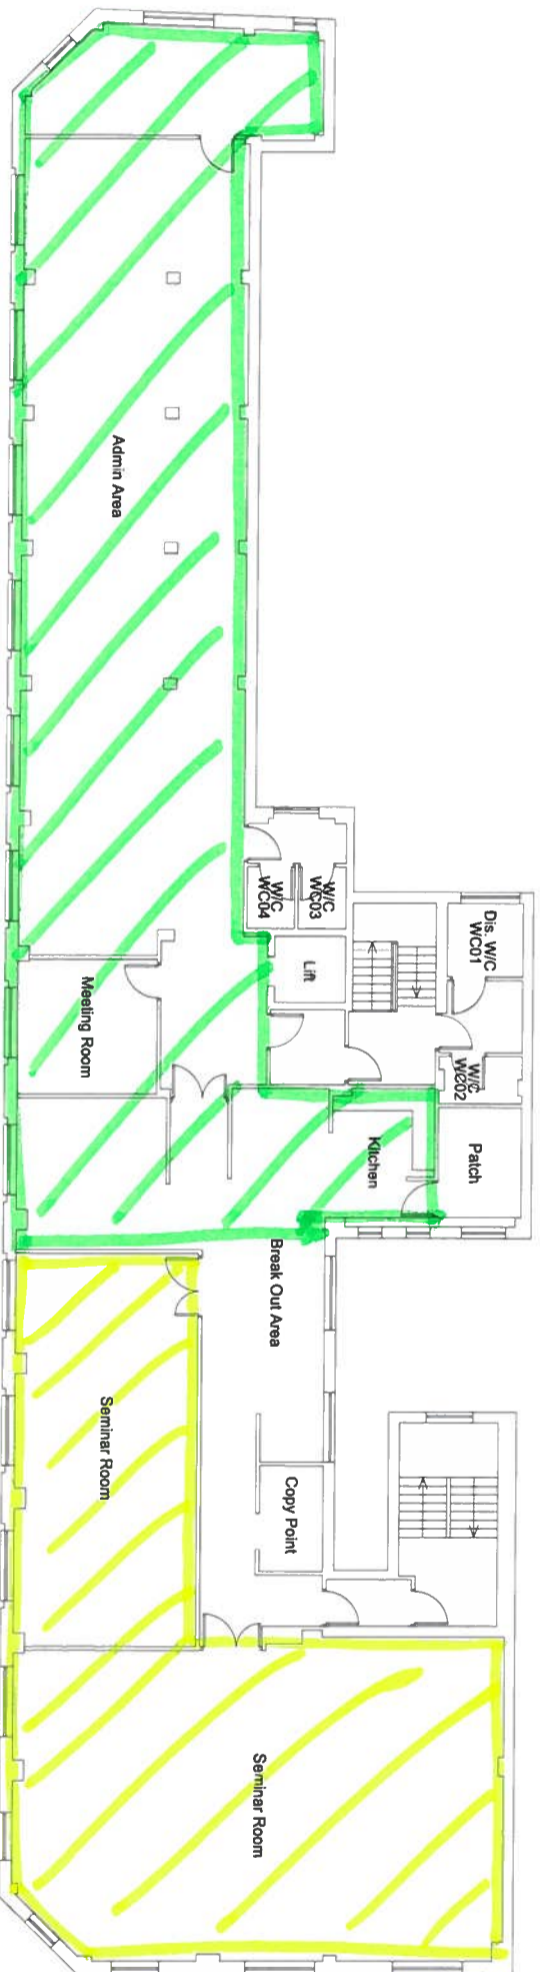 Admin Area
W/C
WC03
W/C
WC04
Dis. W/C
WC01
Lift
Meeting Room
W/C
WC02
Patch
Kitchen
Break Out Area
Seminar Room
Copy Point
Seminar Room